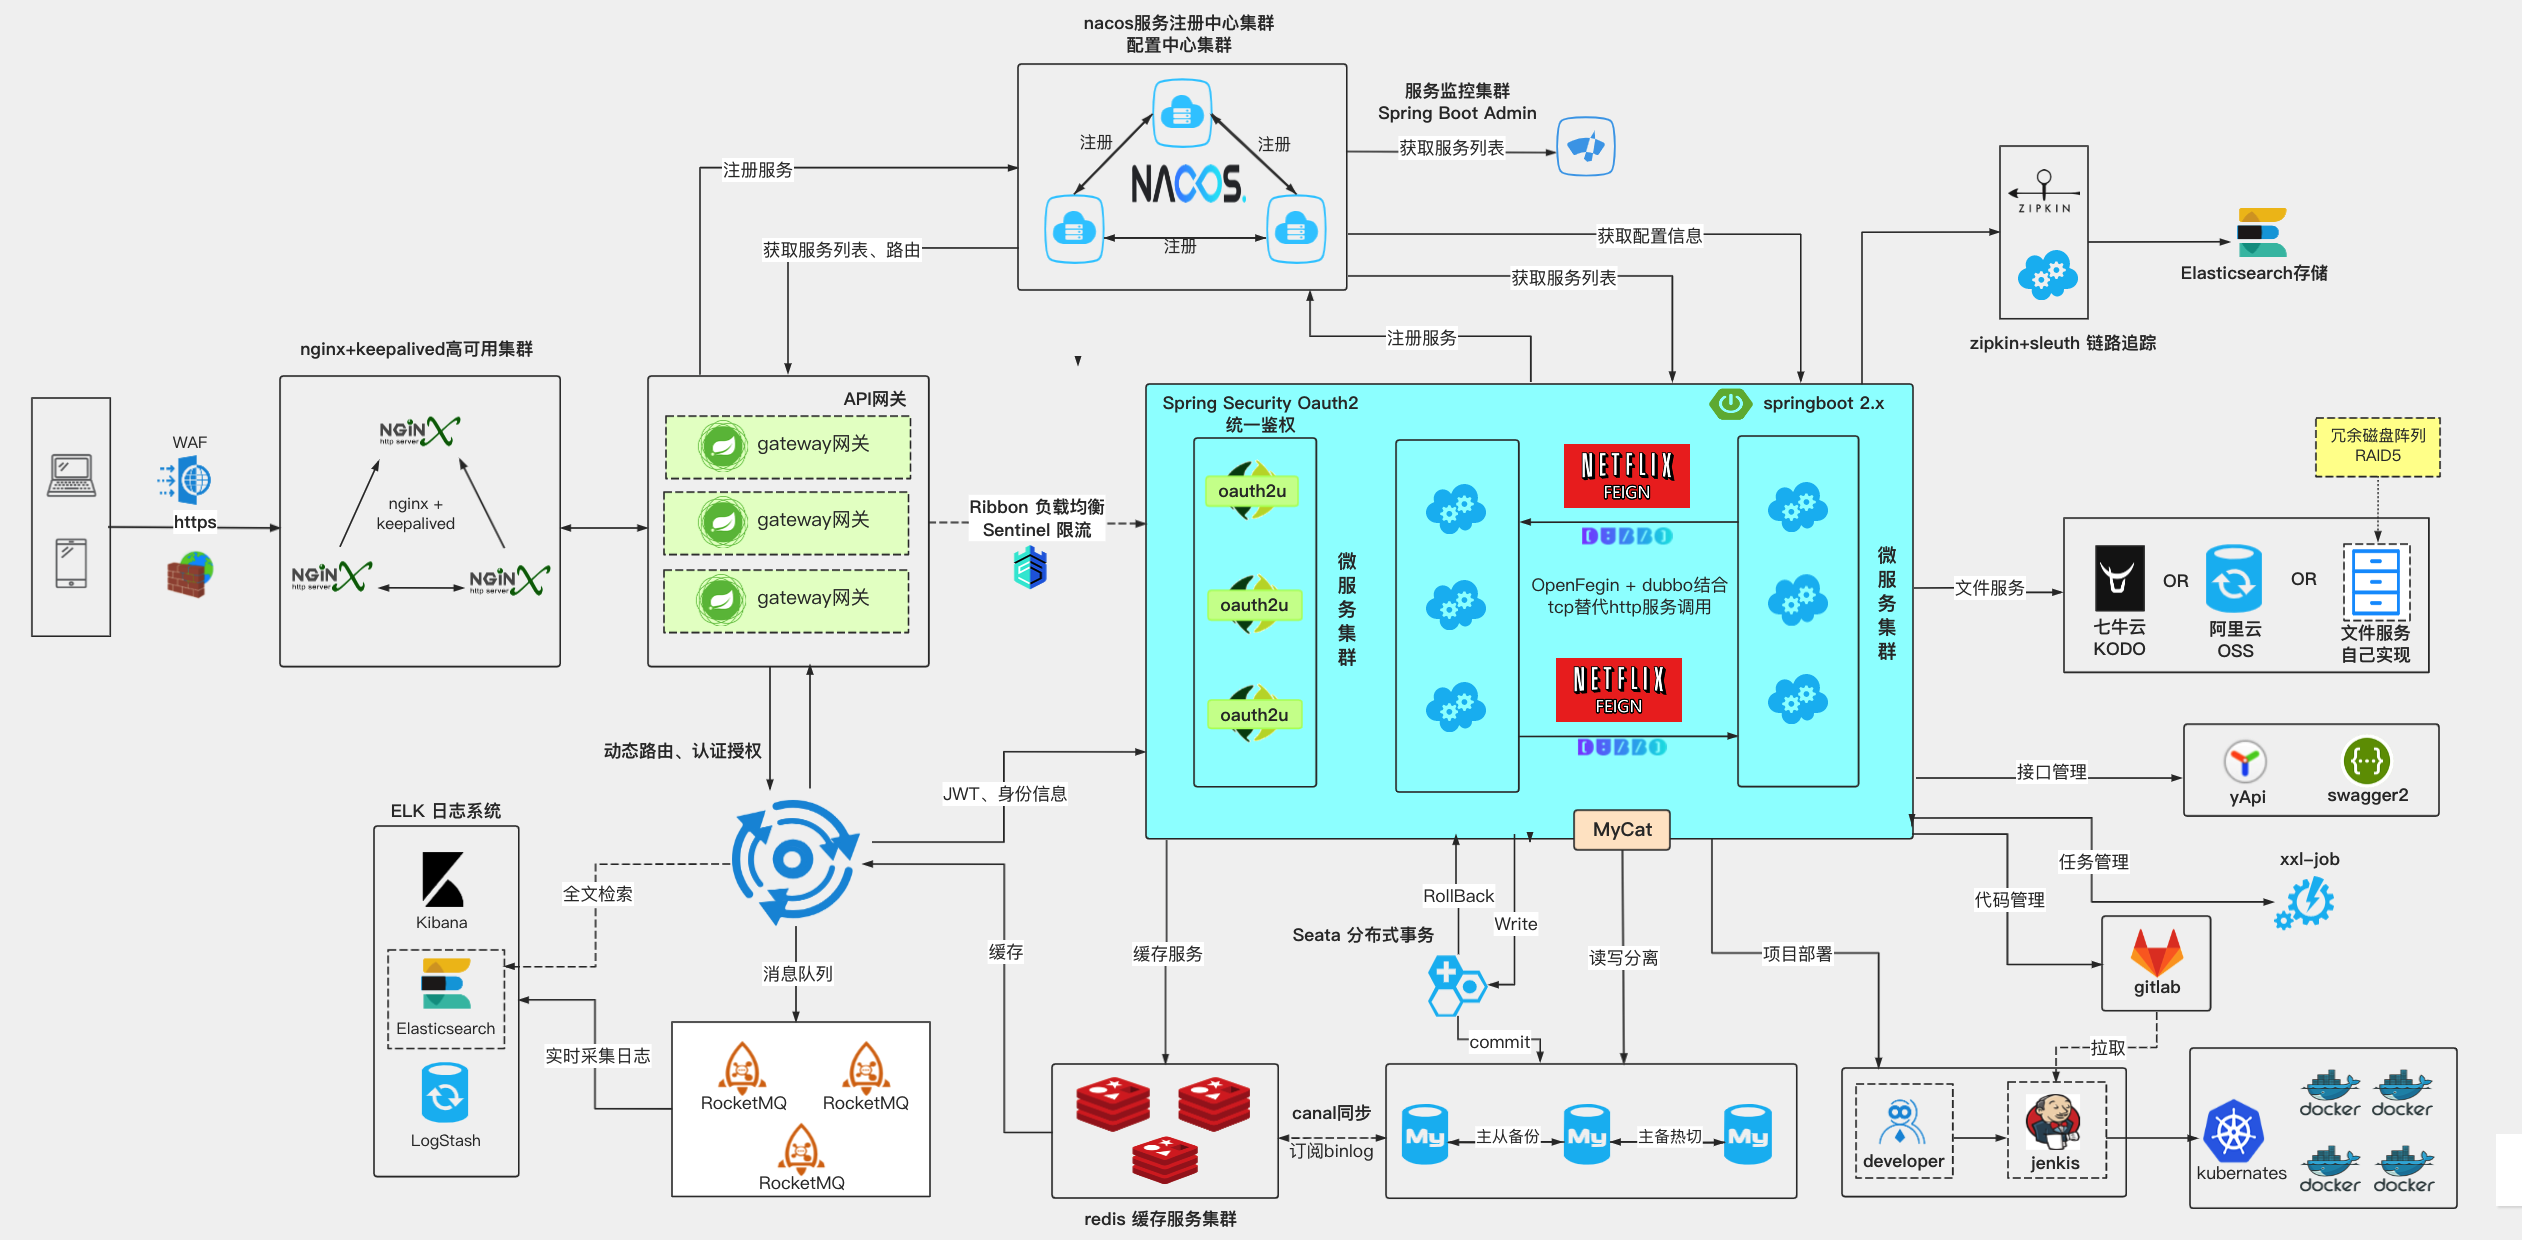 nacos服务注册中心集群
配置中心集群
注册
注册
NACOS.
注册
服务监控集群
Spring Boot Admin
获取服务列表
注册服务
获取服务列表、路由
获取配置信息
获取服务列表
注册服务
ZIPKIN
Elasticsearch存储
zipkin+sleuth 链路追踪
nginx+keepalived高可用集群
WAF
https
NGiNX
http server
nginx +
keepalived
NGiNX
http server
NGiNX
http server
API网关
gateway网关
gateway网关
gateway网关
Ribbon 负载均衡
Sentinel 限流
Spring Security Oauth2
统一鉴权
springboot 2.x
oauth2u
oauth2u
oauth2u
微服务集群
NETFLIX
FEIGN
DUBBO
OpenFegin + dubbo结合
tcp替代http服务调用
NETFLIX
FEIGN
DUBBO
微服务集群
MyCat
冗余磁盘阵列
RAID5
文件服务
OR
OR
七牛云
KODO
阿里云
OSS
文件服务
自己实现
接口管理
yApi
swagger2
任务管理
xxl-job
代码管理
gitlab
拉取
动态路由、认证授权
JWT、身份信息
ELK 日志系统
Kibana
Elasticsearch
LogStash
全文检索
实时采集日志
消息队列
RocketMQ
RocketMQ
RocketMQ
缓存
缓存服务
redis 缓存服务集群
RollBack
Write
Seata 分布式事务
commit
读写分离
canal同步
订阅binlog
My
主从备份
My
主备热切
My
项目部署
developer
jenkis
kubernates
docker
docker
docker
docker